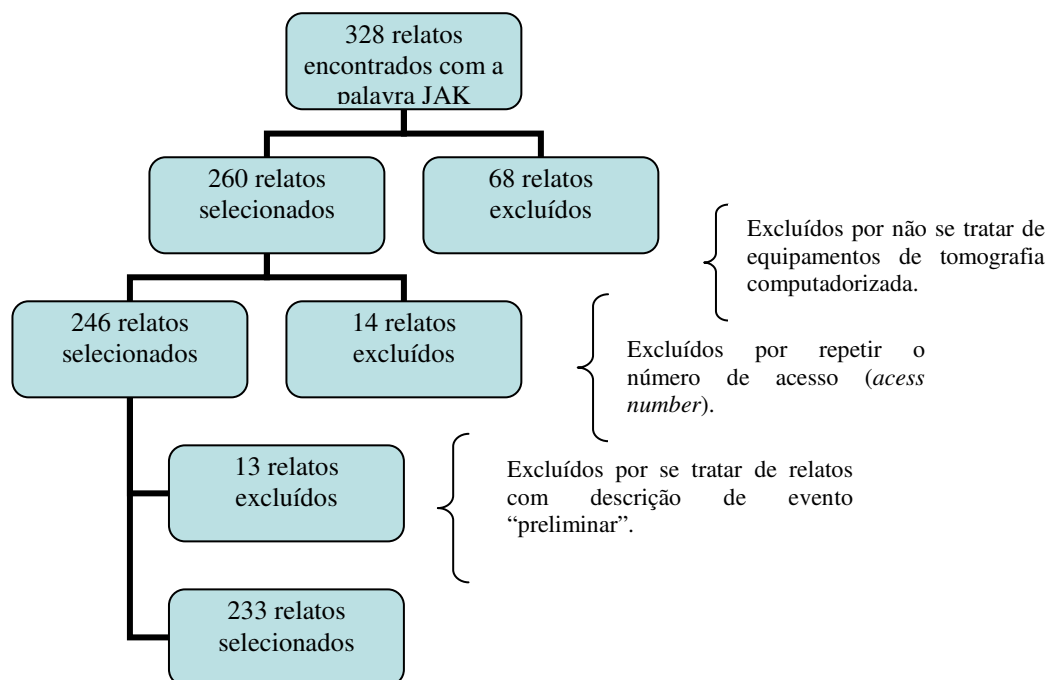 328 relatos
encontrados com a
palavra JAK
260 relatos
selecionados
68 relatos
excluídos
Excluídos por não se tratar de
equipamentos de tomografia
computadorizada.
246 relatos
selecionados
14 relatos
excluídos
Excluídos por repetir o
número de acesso (acess
number).
13 relatos
excluídos
Excluídos por se tratar de relatos
com descrição de evento
“preliminar”.
233 relatos
selecionados